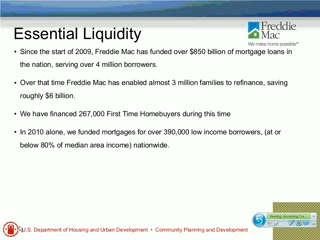 Essential Liquidity
Freddie
Mac
We make home possible®
• Since the start of 2009, Freddie Mac has funded over $850 billion of mortgage loans in
the nation, serving over 4 million borrowers.
• Over that time Freddie Mac has enabled almost 3 million families to refinance, saving
roughly $6 billion.
• We have financed 267,000 First Time Homebuyers during this time
• In 2010 alone, we funded mortgages for over 390,000 low income borrowers, (at or
below 80% of median area income) nationwide.
U.S. Department of Housing and Urban Development • Community Planning and Development